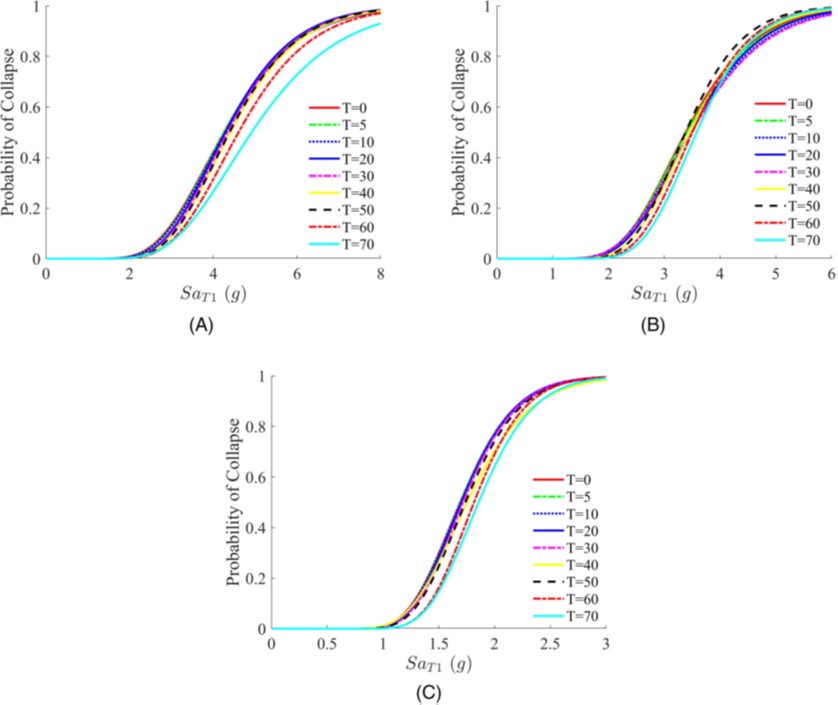 1
0.8
0.6
0.4
0.2
0
Probability of Collapse
T=0
T=5
T=10
T=20
T=30
T=40
T=50
T=60
T=70
0 2 4 6 8
SaT1 (g)
(A)
1
0.8
0.6
0.4
0.2
0
Probability of Collapse
T=0
T=5
T=10
T=20
T=30
T=40
T=50
T=60
T=70
0 1 2 3 4 5 6
SaT1 (g)
(B)
1
0.8
0.6
0.4
0.2
0
Probability of Collapse
T=0
T=5
T=10
T=20
T=30
T=40
T=50
T=60
T=70
0 0.5 1 1.5 2 2.5 3
SaT1 (g)
(C)